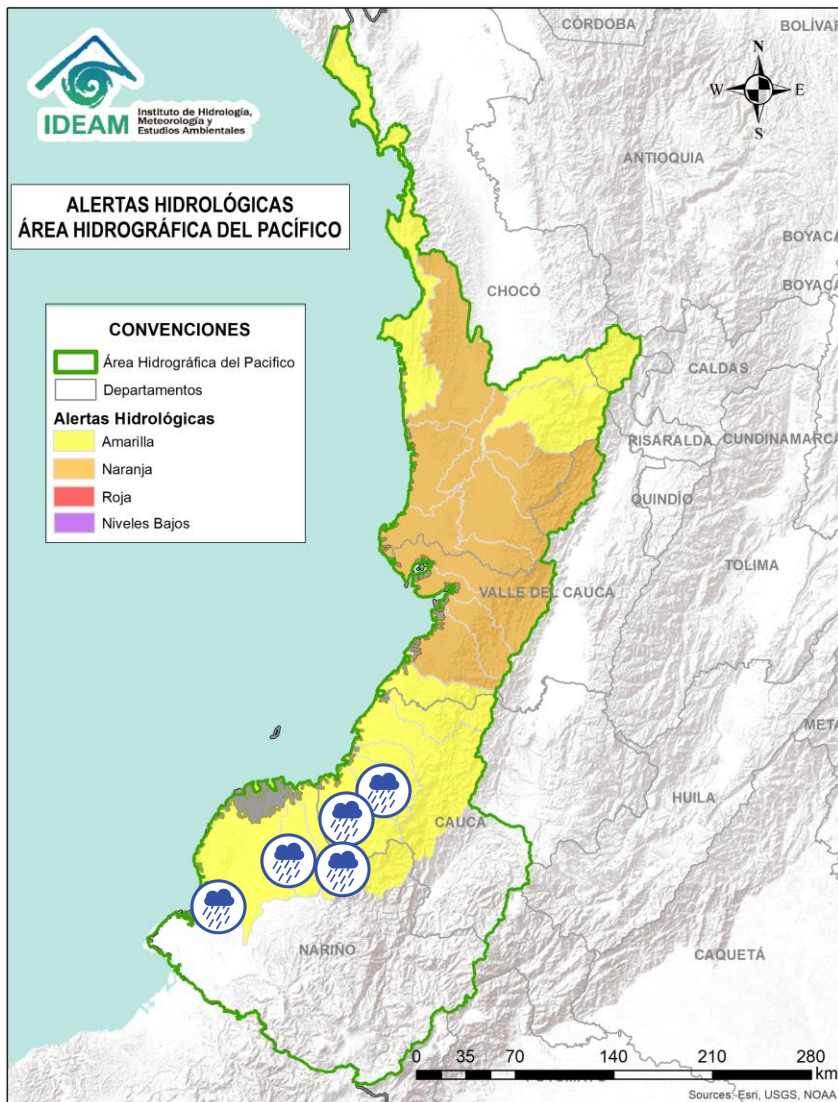 CÓRDOBA
BOLÍVAR
IDEAM
Instituto de Hidrología,
Meteorología y
Estudios Ambientales
N
W
E
S
ANTIOQUIA
ALERTAS HIDROLÓGICAS
ÁREA HIDROGRÁFICA DEL PACÍFICO
BOYACÁ
BOYACÁ
CHOCÓ
CONVENCIONES
Área Hidrográfica del Pacifico
Departamentos
Alertas Hidrológicas
Amarilla
Naranja
Roja
Niveles Bajos
CALDAS
RISARALDA
CUNDINAMARCA
QUINDÍO
TOLIMA
VALLE DEL CAUCA
META
HUILA
CAUCA
NARIÑO
CAQUETÁ
0 35 70 140 210 280
km
Sources: Esri, USGS, NOAA